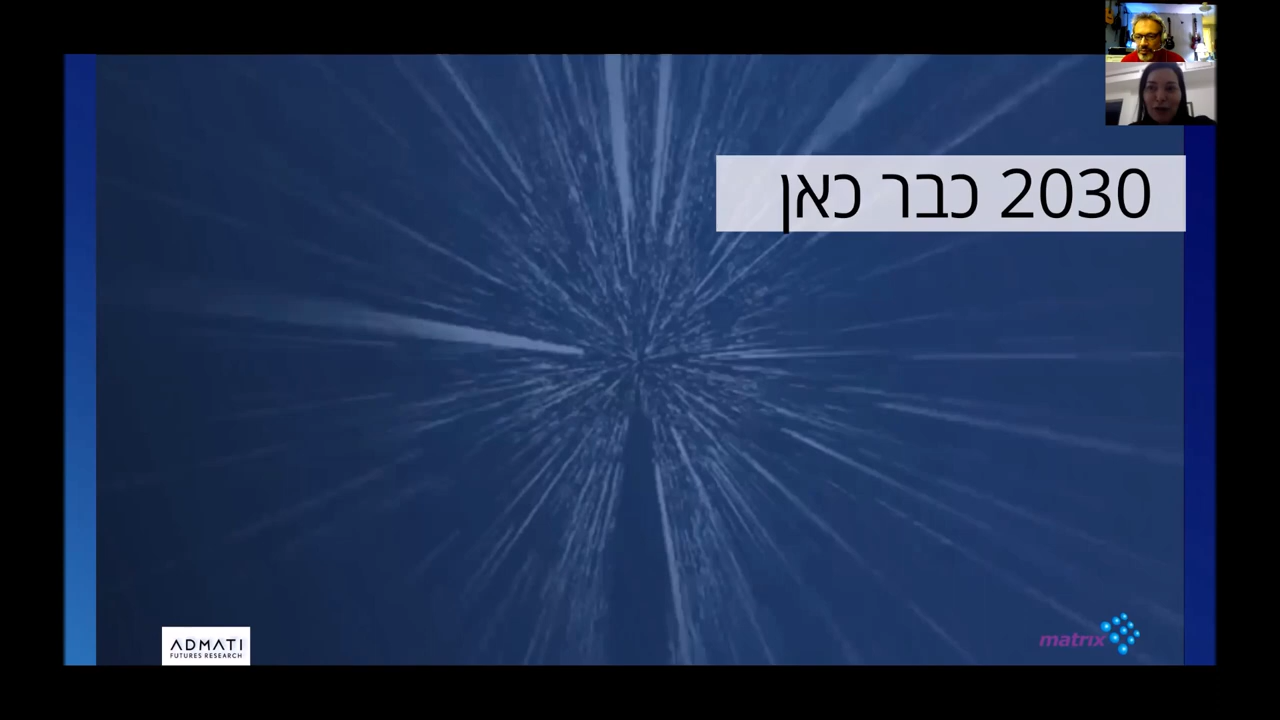 2030 כבר כאן
ADMATI
FUTURES RESEARCH
matrix